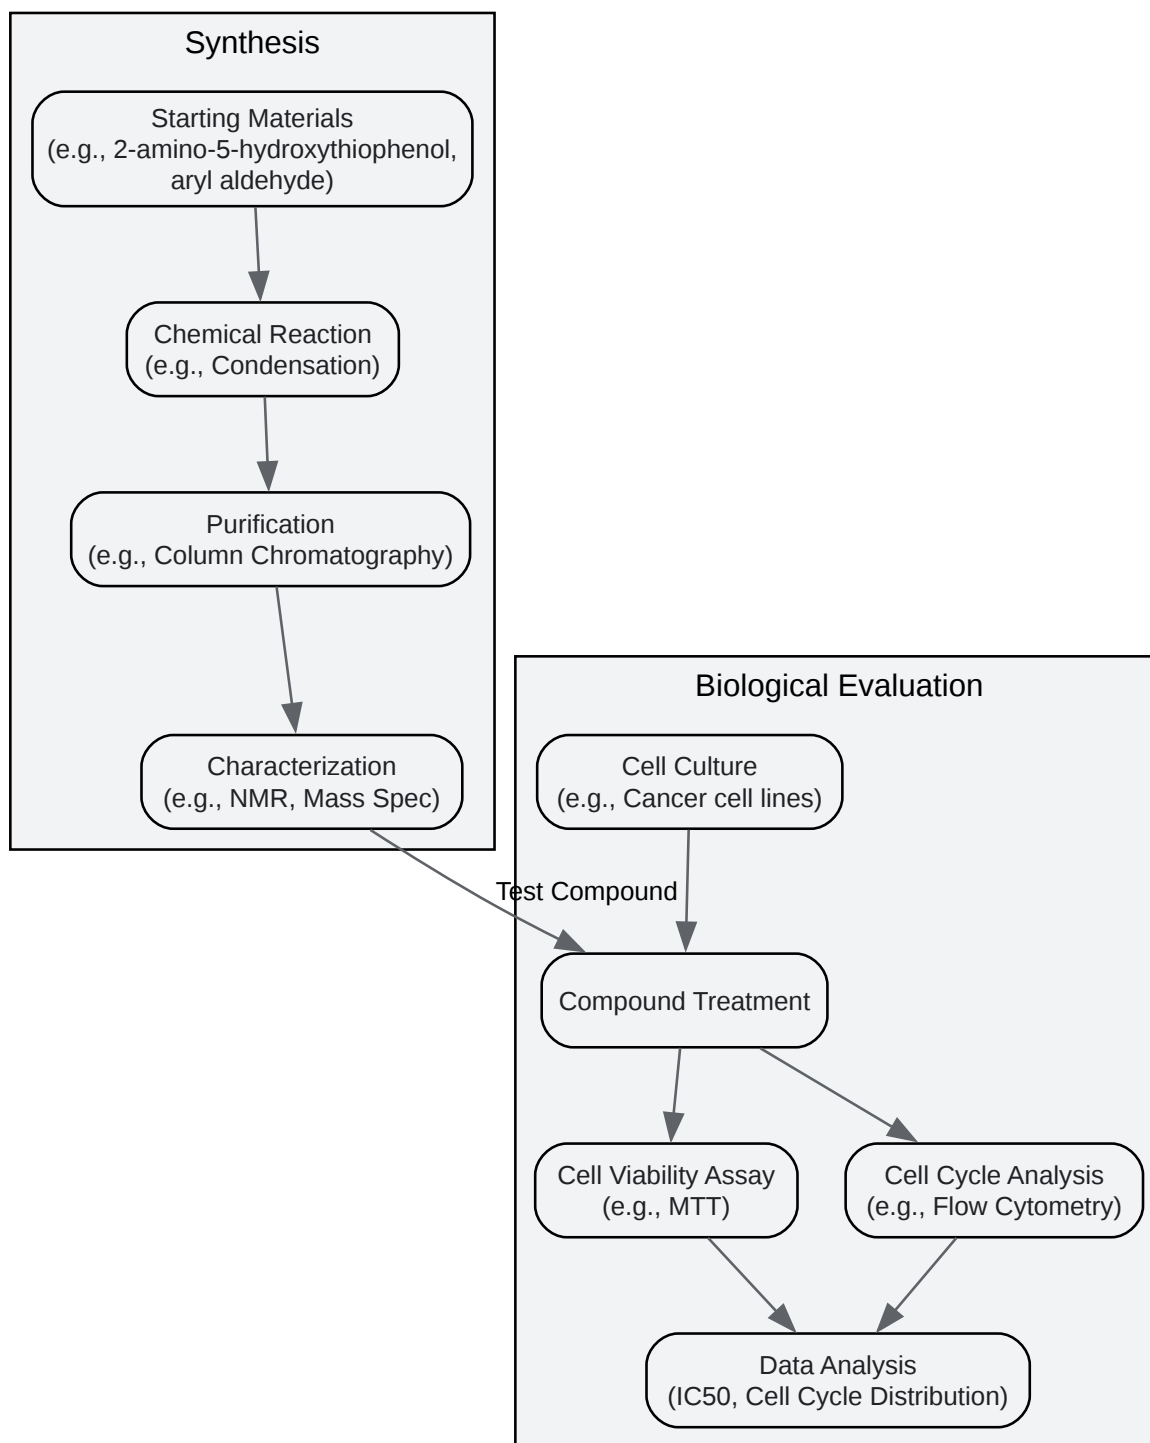 Synthesis
Starting Materials
(e.g., 2-amino-5-hydroxythiophenol,
aryl aldehyde)
Chemical Reaction
(e.g., Condensation)
Purification
(e.g., Column Chromatography)
Characterization
(e.g., NMR, Mass Spec)
Biological Evaluation
Cell Culture
(e.g., Cancer cell lines)
Test Compound
Compound Treatment
Cell Viability Assay
(e.g., MTT)
Cell Cycle Analysis
(e.g., Flow Cytometry)
Data Analysis
(IC50, Cell Cycle Distribution)